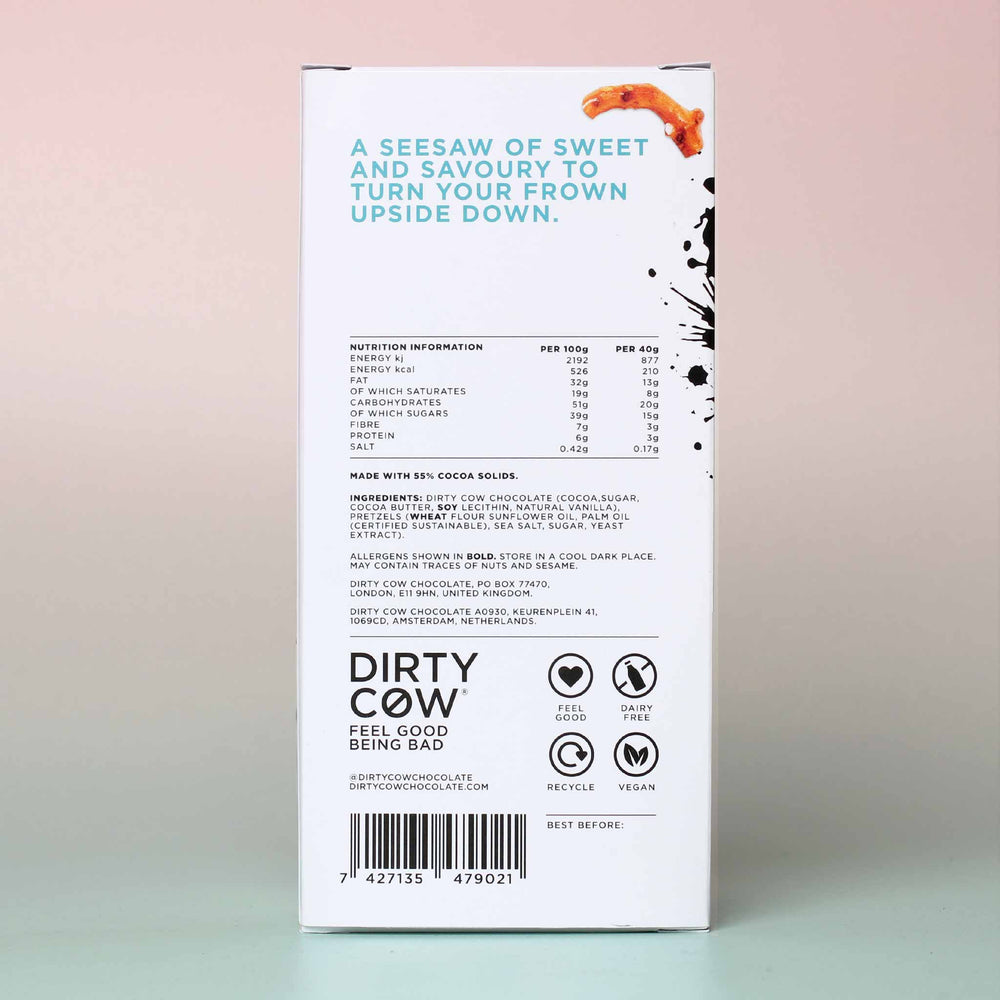 A SEESAW OF SWEET
AND SAVOURY TO
TURN YOUR FROWN
UPSIDE DOWN.
NUTRITION INFORMATION PER 100g PER 40g
ENERGY kj 2192 877
ENERGY kcal 526 210
FAT 32g 13g
OF WHICH SATURATES 19g 8g
CARBOHYDRATES 51g 20g
OF WHICH SUGARS 39g 15g
FIBRE 7g 3g
PROTEIN 6g 3g
SALT 0.42g 0.17g
MADE WITH 55% COCOA SOLIDS.
INGREDIENTS: DIRTY COW CHOCOLATE (COCOA,SUGAR,
COCOA BUTTER, SOY LECITHIN, NATURAL VANILLA),
PRETZELS (WHEAT FLOUR SUNFLOWER OIL, PALM OIL
(CERTIFIED SUSTAINABLE), SEA SALT, SUGAR, YEAST
EXTRACT).
ALLERGENS SHOWN IN BOLD. STORE IN A COOL DARK PLACE.
MAY CONTAIN TRACES OF NUTS AND SESAME.
DIRTY COW CHOCOLATE, PO BOX 77470,
LONDON, E11 9HN, UNITED KINGDOM.
DIRTY COW CHOCOLATE A0930, KEURENPLEIN 41,
1069CD, AMSTERDAM, NETHERLANDS.
DIRTY
COW®
FEEL GOOD
BEING BAD
@DIRTYCOWCHOCOLATE
DIRTYCOWCHOCOLATE.COM
FEEL
GOOD
DAIRY
FREE
RECYCLE
VEGAN
BEST BEFORE:
7 427135 479021